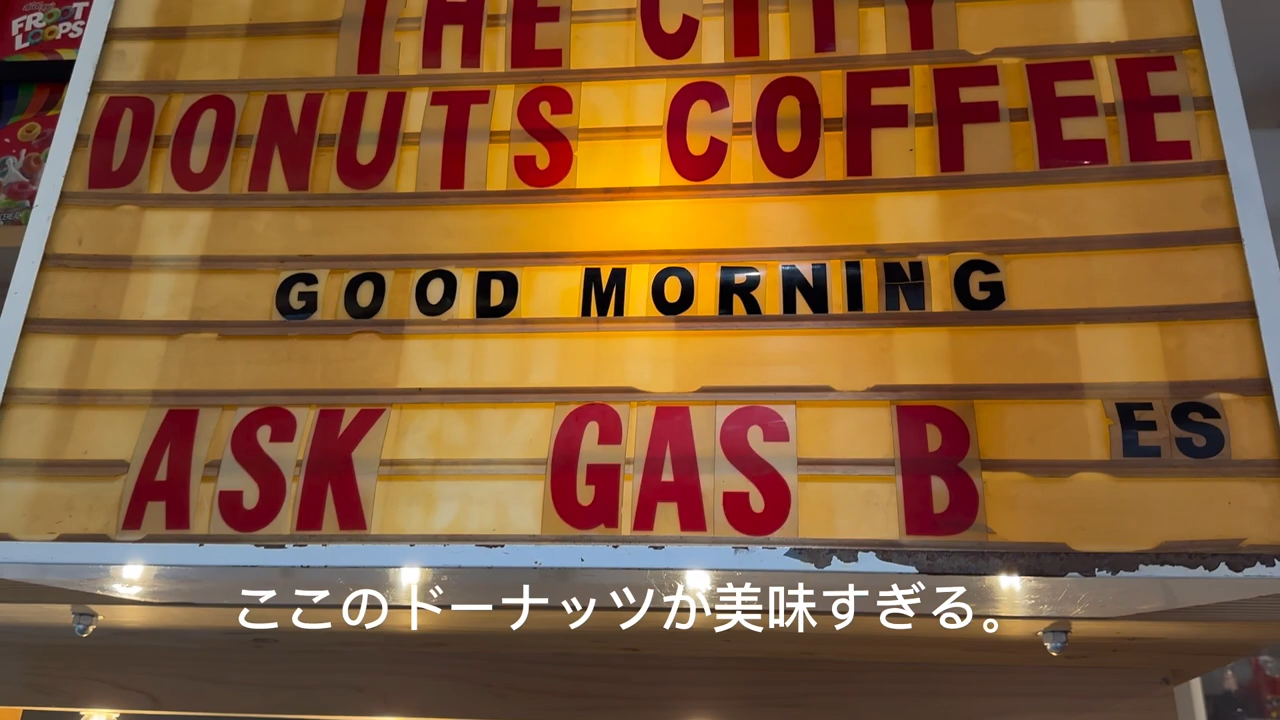 FROOT
LOOPS
THE CITY
DONUTS COFFEE
GOOD MORNING
ASK GAS B ES
ここのドーナッツが美味すぎる。